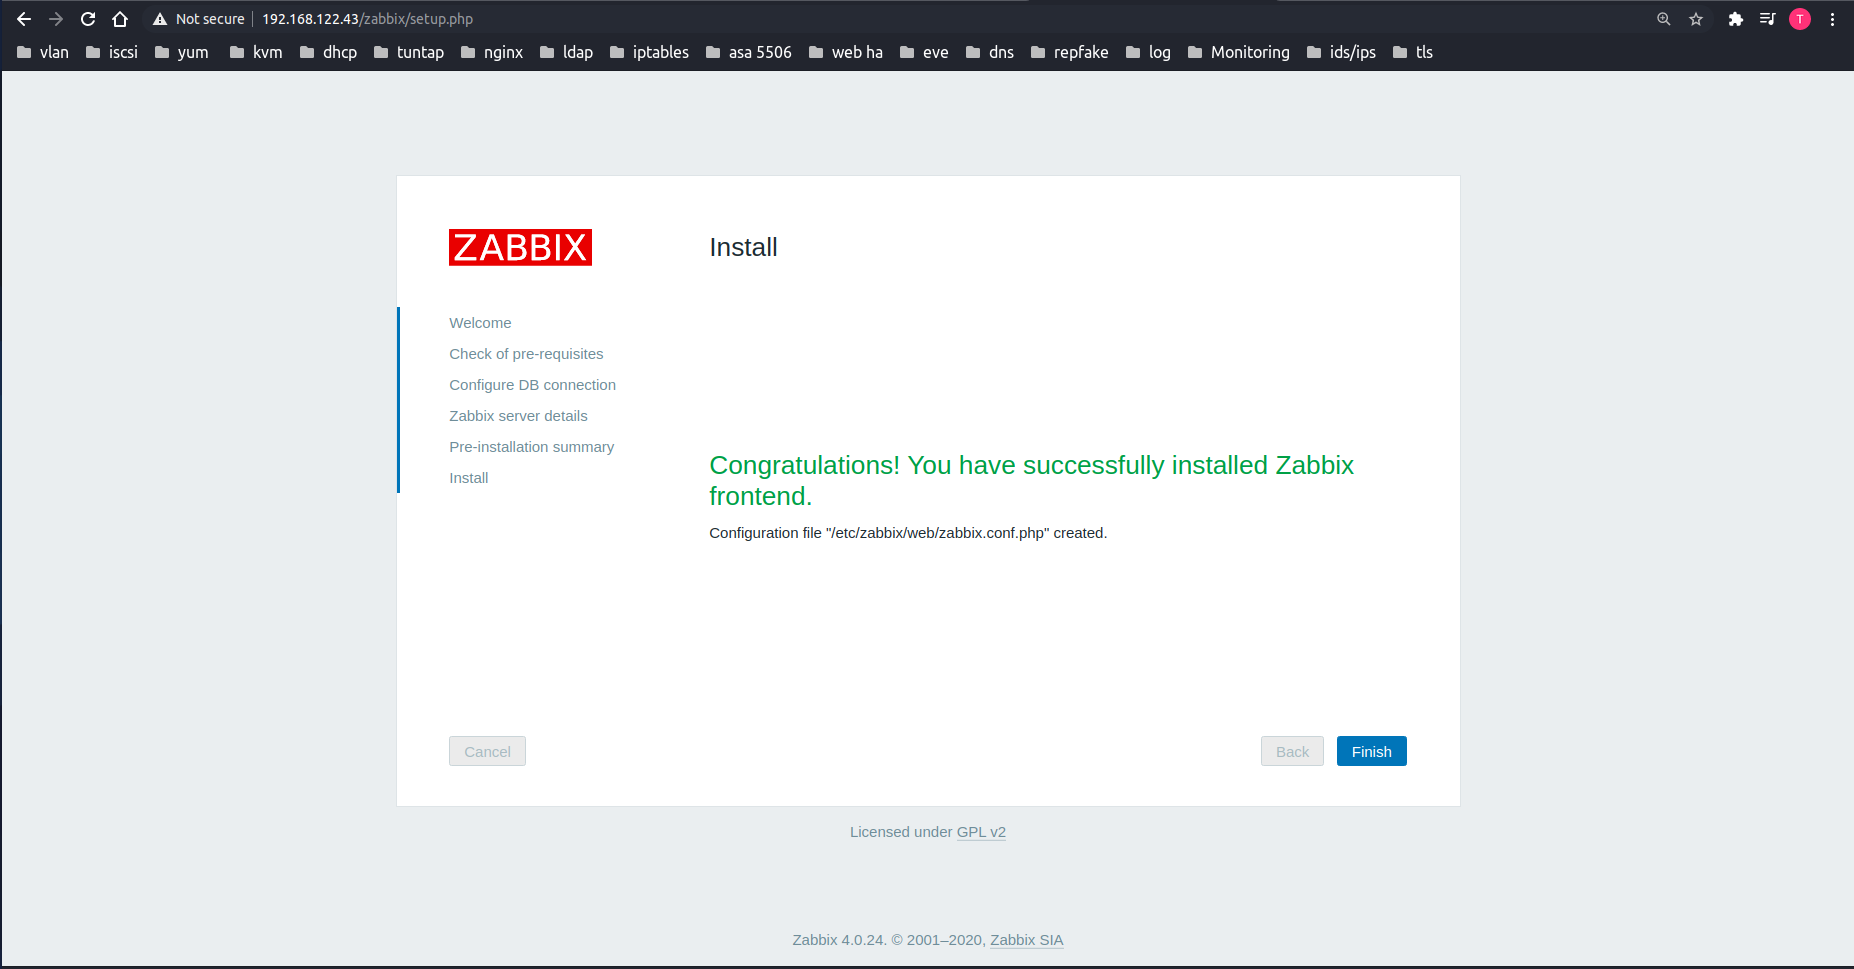 Not secure 192.168.122.43/zabbix/setup.php T
vlan iscsi yum kvm dhcp tuntap nginx ldap iptables asa 5506 web ha eve dns repfake log Monitoring ids/ips tls
ZABBIX
Install
Welcome
Check of pre-requisites
Configure DB connection
Zabbix server details
Pre-installation summary
Install
Congratulations! You have successfully installed Zabbix
frontend.
Configuration file "/etc/zabbix/web/zabbix.conf.php" created.
Cancel
Back
Finish
Licensed under GPL v2
Zabbix 4.0.24. © 2001–2020, Zabbix SIA